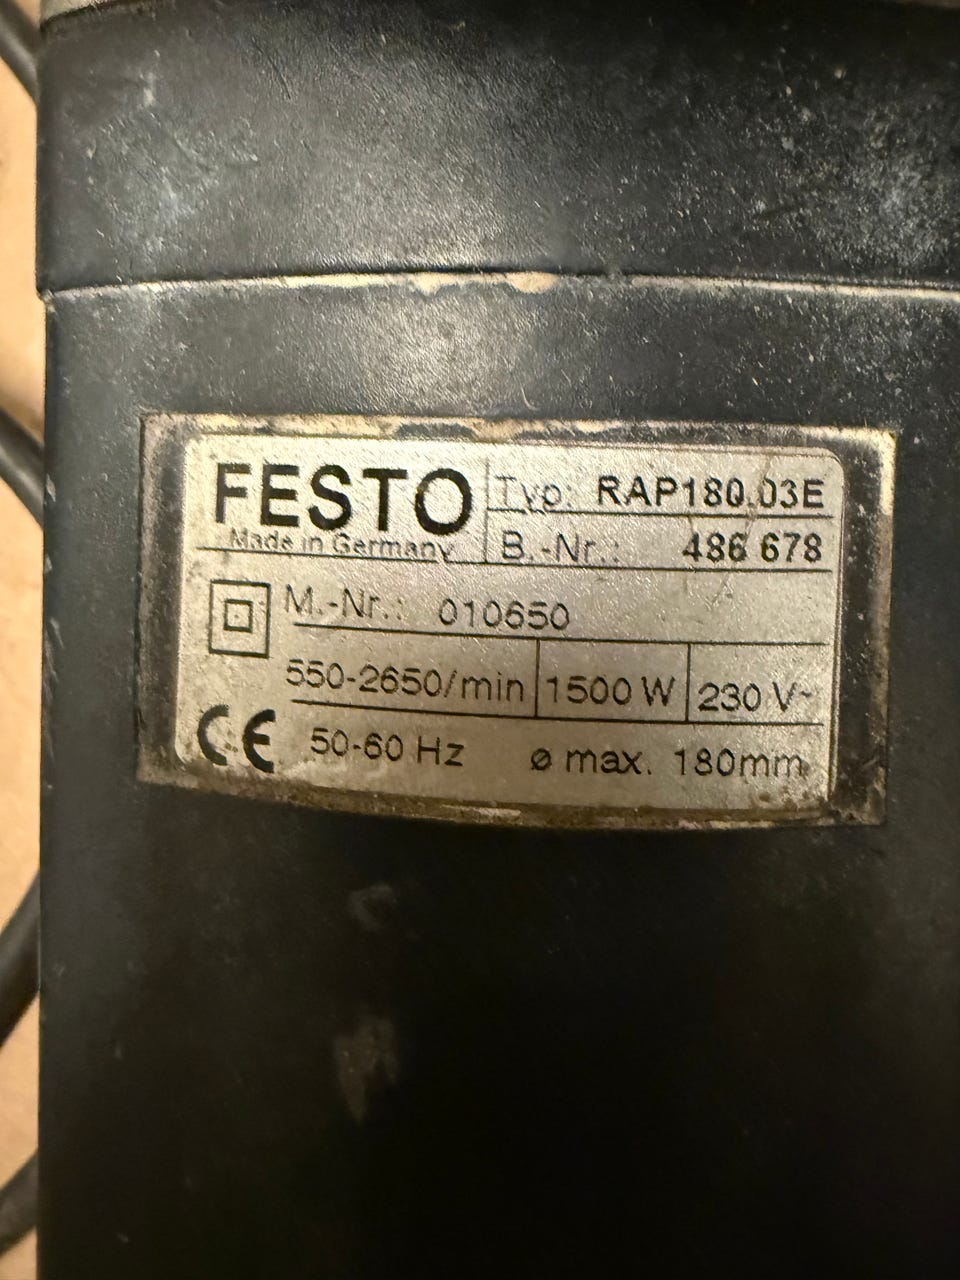 FESTO
Made in Germany
Typ: RAP180.03E
B.-Nr.: 486 678
M.-Nr.: 010650
550-2650/min 1500 W 230 V~
CE 50-60 Hz ø max. 180mm